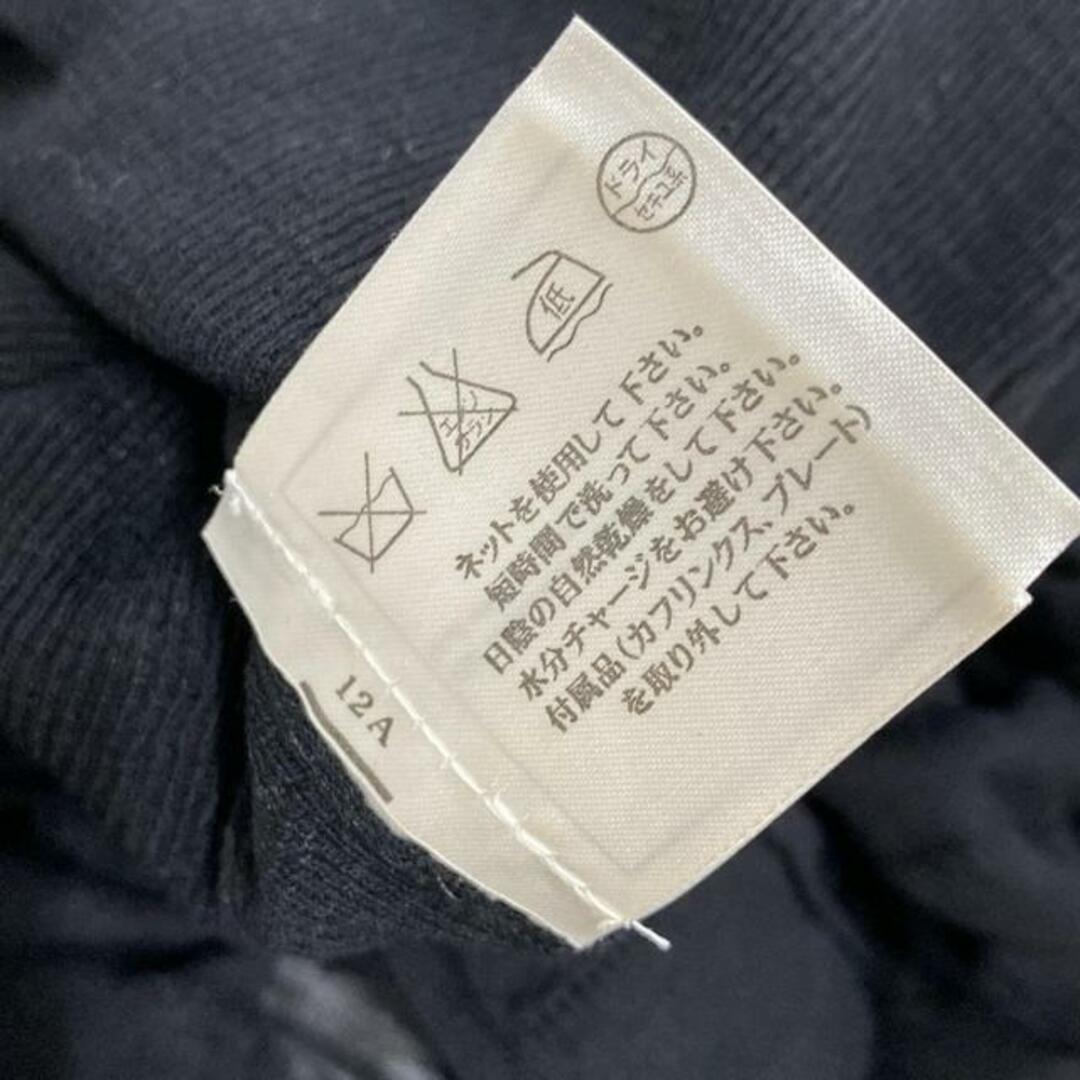 ドライ
セキユ系
低
エンソ
サラシ
ネットを使用して下さい。
短時間で洗って下さい。
日陰の自然乾燥をして下さい。
水分チャージをお避け下さい。
付属品(カフリンクス、プレート)
を取り外して下さい。
12A